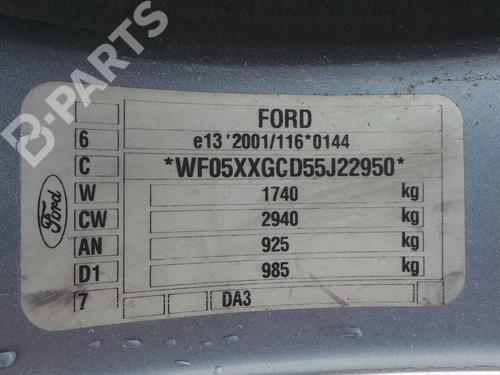 B-PARTS
FORD
6 e13*2001/116*0144
C *WF05XXGCD55J22950*
W 1740 kg
CW 2940 kg
AN 925 kg
D1 985 kg
7 DA3
Ford